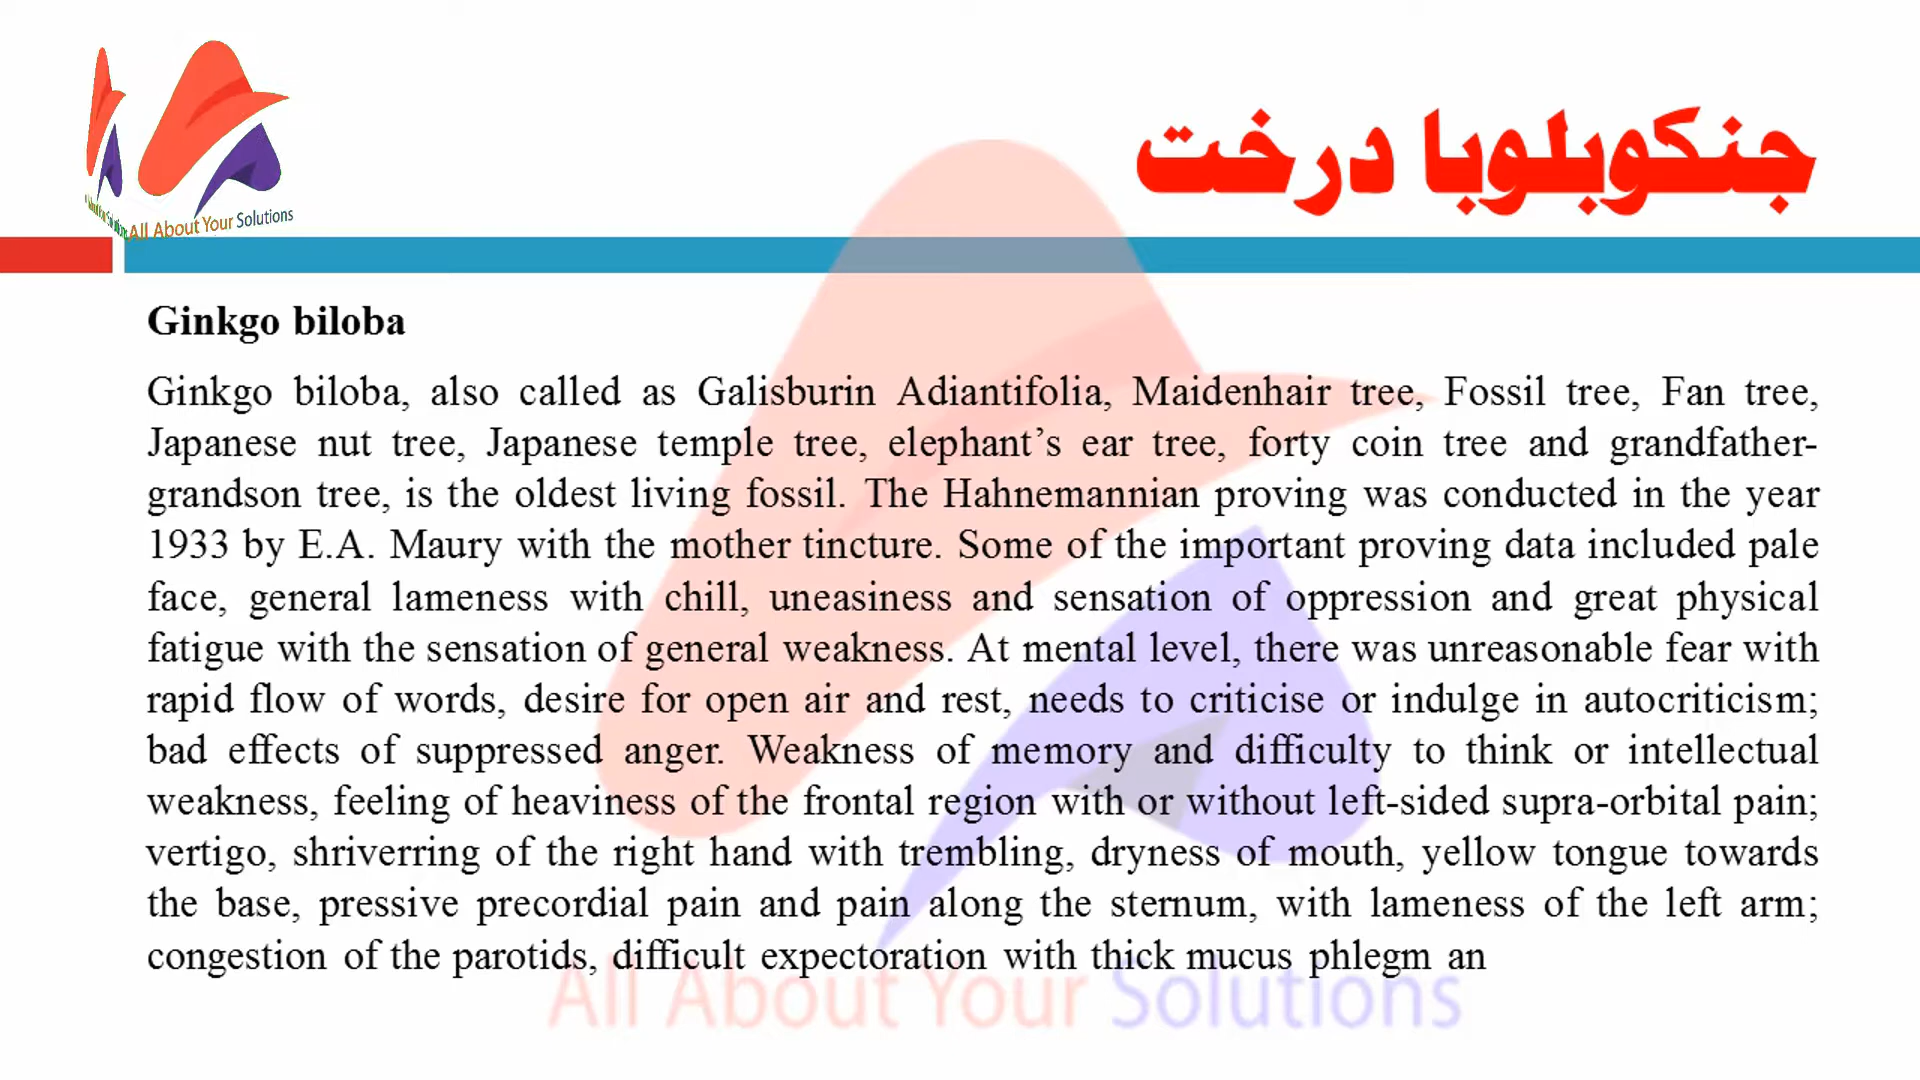 All About Your Solutions
جنکوبلوبا درخت
Ginkgo biloba
Ginkgo biloba, also called as Galisburin Adiantifolia, Maidenhair tree, Fossil tree, Fan tree,
Japanese nut tree, Japanese temple tree, elephant’s ear tree, forty coin tree and grandfather-
grandson tree, is the oldest living fossil. The Hahnemannian proving was conducted in the year
1933 by E.A. Maury with the mother tincture. Some of the important proving data included pale
face, general lameness with chill, uneasiness and sensation of oppression and great physical
fatigue with the sensation of general weakness. At mental level, there was unreasonable fear with
rapid flow of words, desire for open air and rest, needs to criticise or indulge in autocriticism;
bad effects of suppressed anger. Weakness of memory and difficulty to think or intellectual
weakness, feeling of heaviness of the frontal region with or without left-sided supra-orbital pain;
vertigo, shriverring of the right hand with trembling, dryness of mouth, yellow tongue towards
the base, pressive precordial pain and pain along the sternum, with lameness of the left arm;
congestion of the parotids, difficult expectoration with thick mucus phlegm an
All About Your Solutions